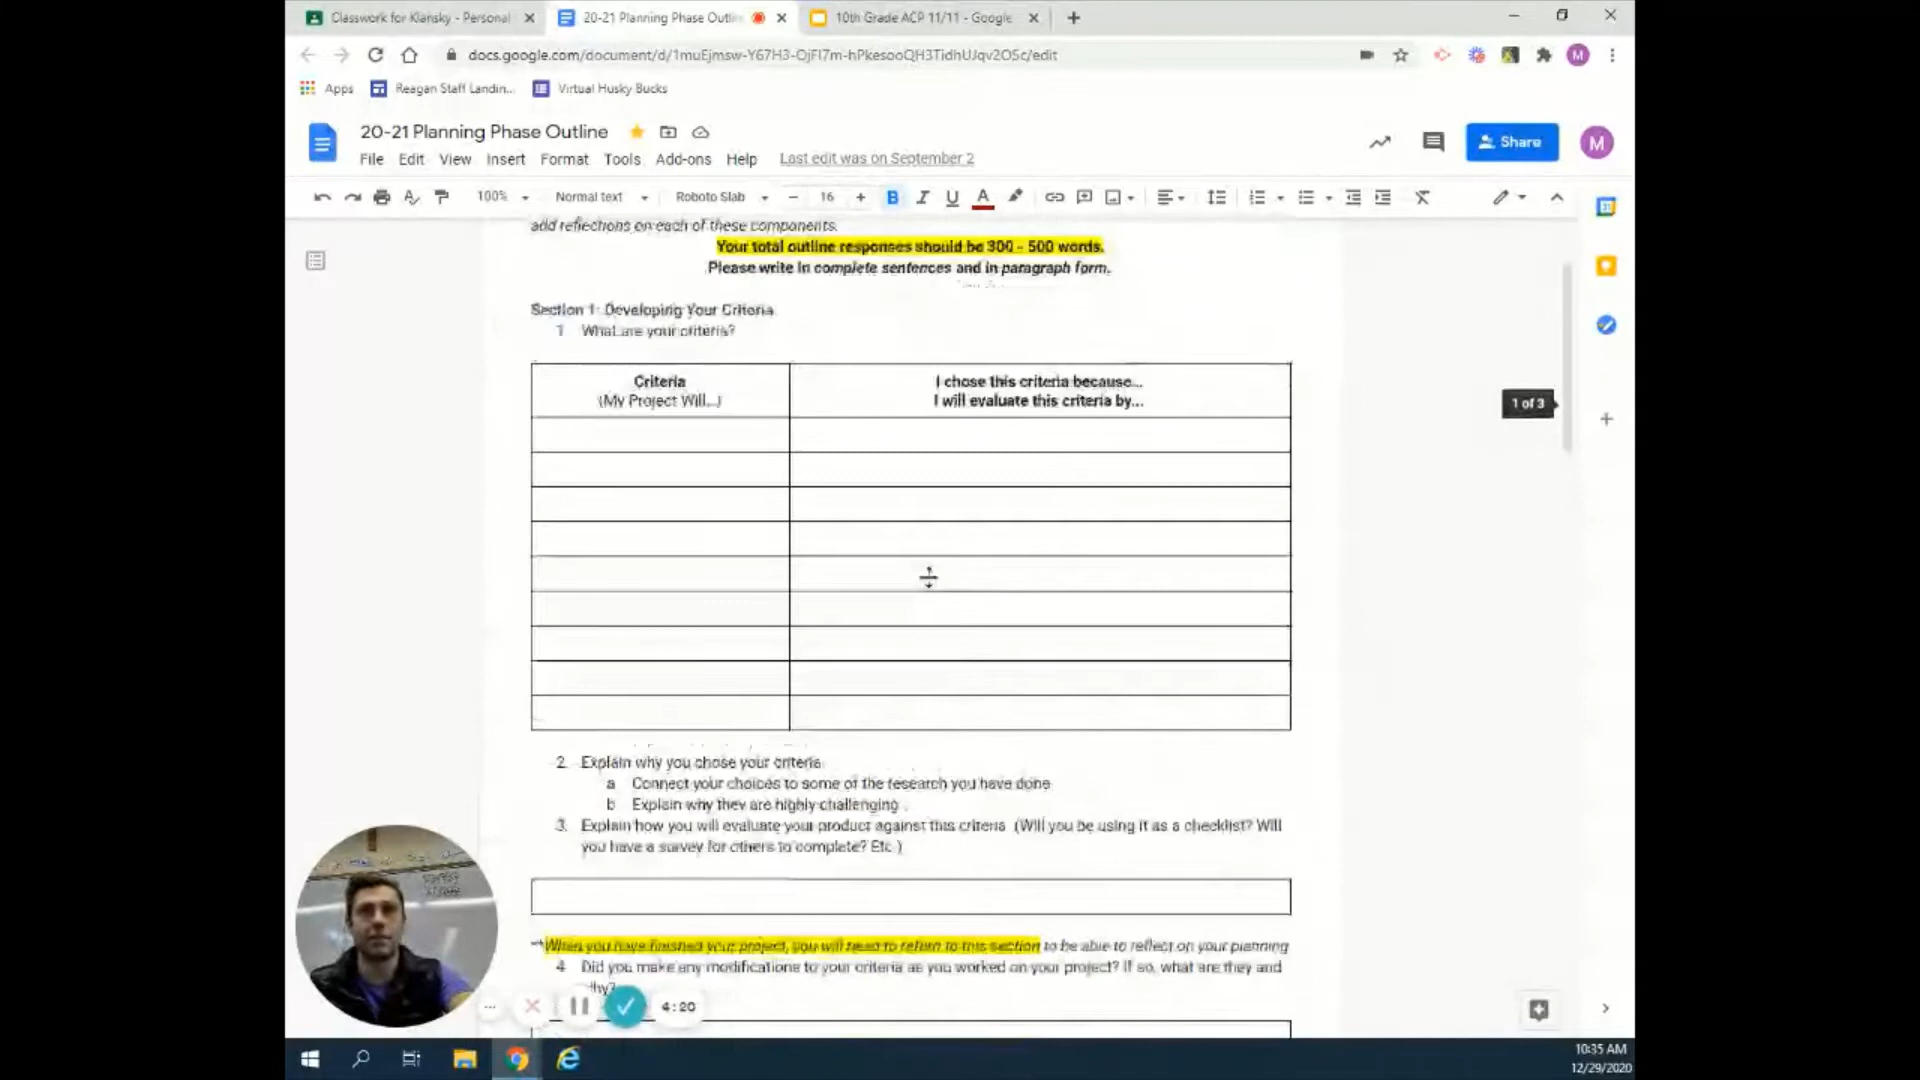 Classwork for Klansky - Personal
20-21 Planning Phase Outli
10th Grade ACP 11/11 - Google
docs.google.com/document/d/1muEjmsw-Y67H3-OjFI7m-hPkesooQH3TidhUJqv2OSc/edit
M
Apps
Reagan Staff Landin...
Virtual Husky Bucks
20-21 Planning Phase Outline
File Edit View Insert Format Tools Add-ons Help Last edit was on September 2
Share
M
100% Normal text Roboto Slab 16 B I U A
31
add reflections on each of these components.
Your total outline responses should be 300 - 500 words.
Please write in complete sentences and in paragraph form.
Section 1: Developing Your Criteria
1 What are your criteria?
Criteria
(My Project Will...)
I chose this criteria because...
I will evaluate this criteria by...
1 of 3
2. Explain why you chose your criteria
a Connect your choices to some of the research you have done
b Explain why they are highly challenging
3. Explain how you will evaluate your product against this criteria (Will you be using it as a checklist? Will
you have a survey for others to complete? Etc )
**When you have finished your project, you will need to return to this section to be able to reflect on your planning
4 Did you make any modifications to your criteria as you worked on your project? If so, what are they and
why?
4:20
10:35 AM
12/29/2020